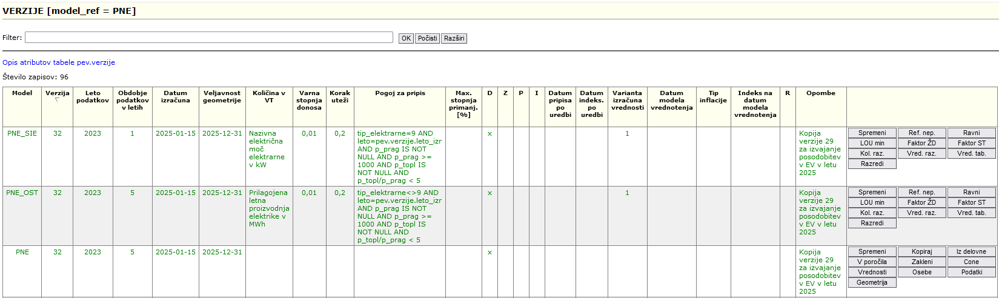 VERZIJE [model_ref = PNE]
Filter:
OK Počisti Razširi
Opis atributov tabele pev.verzije
Število zapisov: 96
Model
Verzija
Leto
podatkov
Obdobje
podatkov
v letih
Datum
izračuna
Veljavnost
geometrije
Količina v
VT
Varna
stopnja
donosa
Korak
uteži
Pogoj za pripis
Max.
stopnja
primanj.
[%]
D
Z
P
I
Datum
pripisa
po
uredbi
Datum
indeks.
po
uredbi
Varianta
izračuna
vrednosti
Datum
modela
vrednotenja
Tip
inflacije
Indeks na
datum
modela
vrednotenja
R
Opombe
PNE_SIE
32
2023
1
2025-01-15
2025-12-31
Nazivna
električna
moč
elektrarne
v kW
0,01
0,2
tip_elektrarne=9 AND
leto=pev.verzije.leto_izr
AND p_prag IS NOT
NULL AND p_prag >=
1000 AND p_topl IS
NOT NULL AND
p_topl/p_prag < 5
x
1
Kopija
verzije 29
za izvajanje
posodobitev
v EV v letu
2025
Spremeni Ref. nep. Ravni
LOU min Faktor ŽD Faktor ST
Kol. raz. Vred. raz. Vred. tab.
Razredi
PNE_OST
32
2023
5
2025-01-15
2025-12-31
Prilagojena
letna
proizvodnja
elektrike v
MWh
0,01
0,2
tip_elektrarne<>9 AND
leto=pev.verzije.leto_izr
AND p_prag IS NOT
NULL AND p_prag >=
1000 AND p_topl IS
NOT NULL AND
p_topl/p_prag < 5
x
1
Kopija
verzije 29
za izvajanje
posodobitev
v EV v letu
2025
Spremeni Ref. nep. Ravni
LOU min Faktor ŽD Faktor ST
Kol. raz. Vred. raz. Vred. tab.
Razredi
PNE
32
2023
5
2025-01-15
2025-12-31
x
Kopija
verzije 29
za izvajanje
posodobitev
v EV v letu
2025
Spremeni Kopiraj Iz delovne
V poročila Zakleni Cone
Vrednosti Osebe Podatki
Geometrija